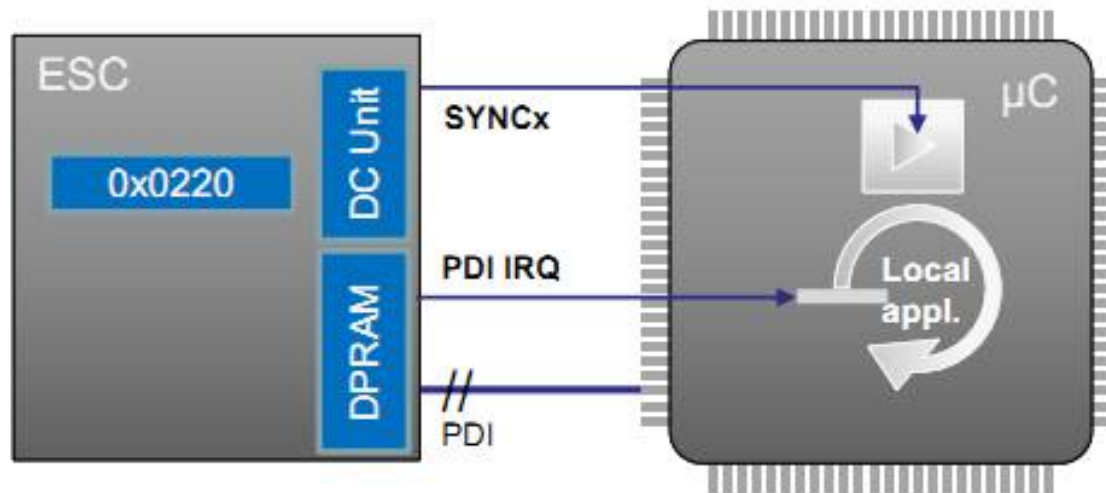 ESC
0x0220
DC Unit
DPRAM
SYNCx
PDI IRQ
//
PDI
µC
Local
appl.